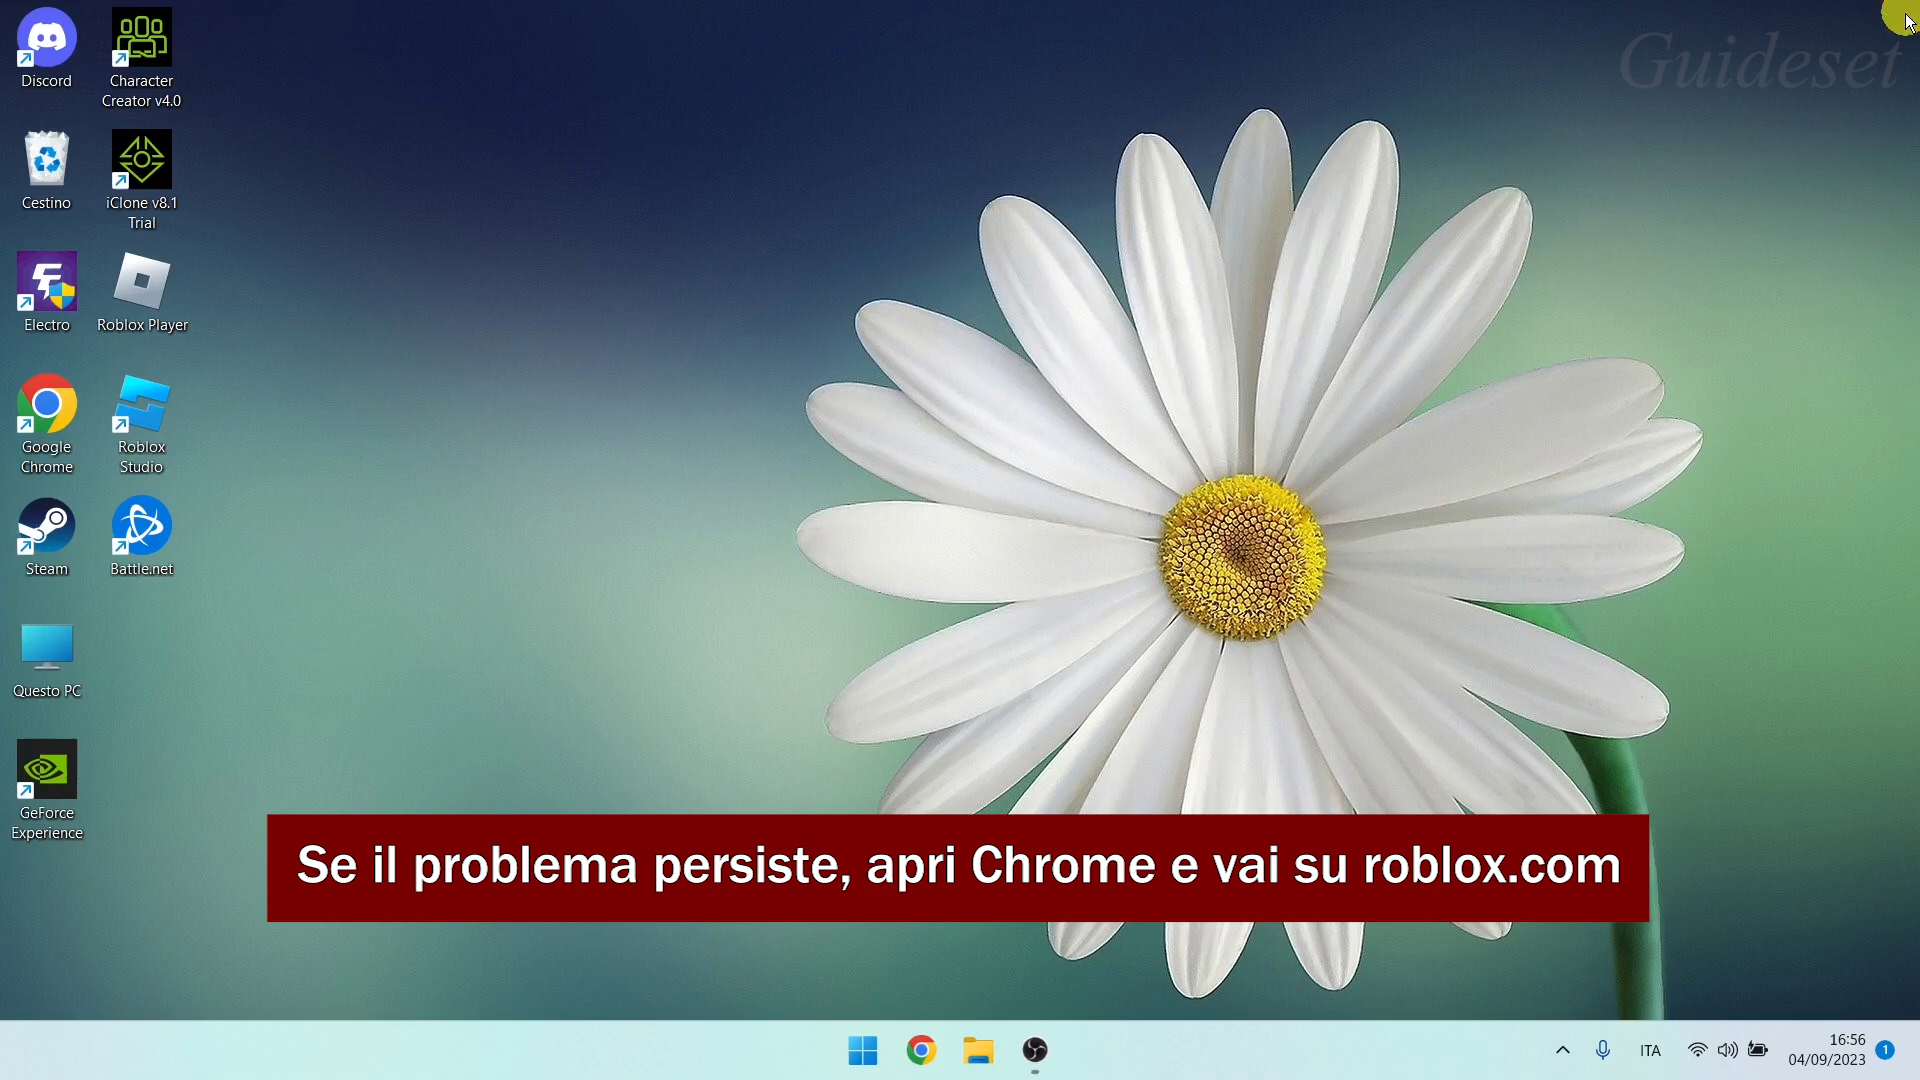 Guideset
Discord
Character
Creator v4.0
Cestino
iClone v8.1
Trial
Electro
Roblox Player
Google
Chrome
Roblox
Studio
Steam
Battle.net
Questo PC
GeForce
Experience
Se il problema persiste, apri Chrome e vai su roblox.com
ITA
16:56
04/09/2023
1